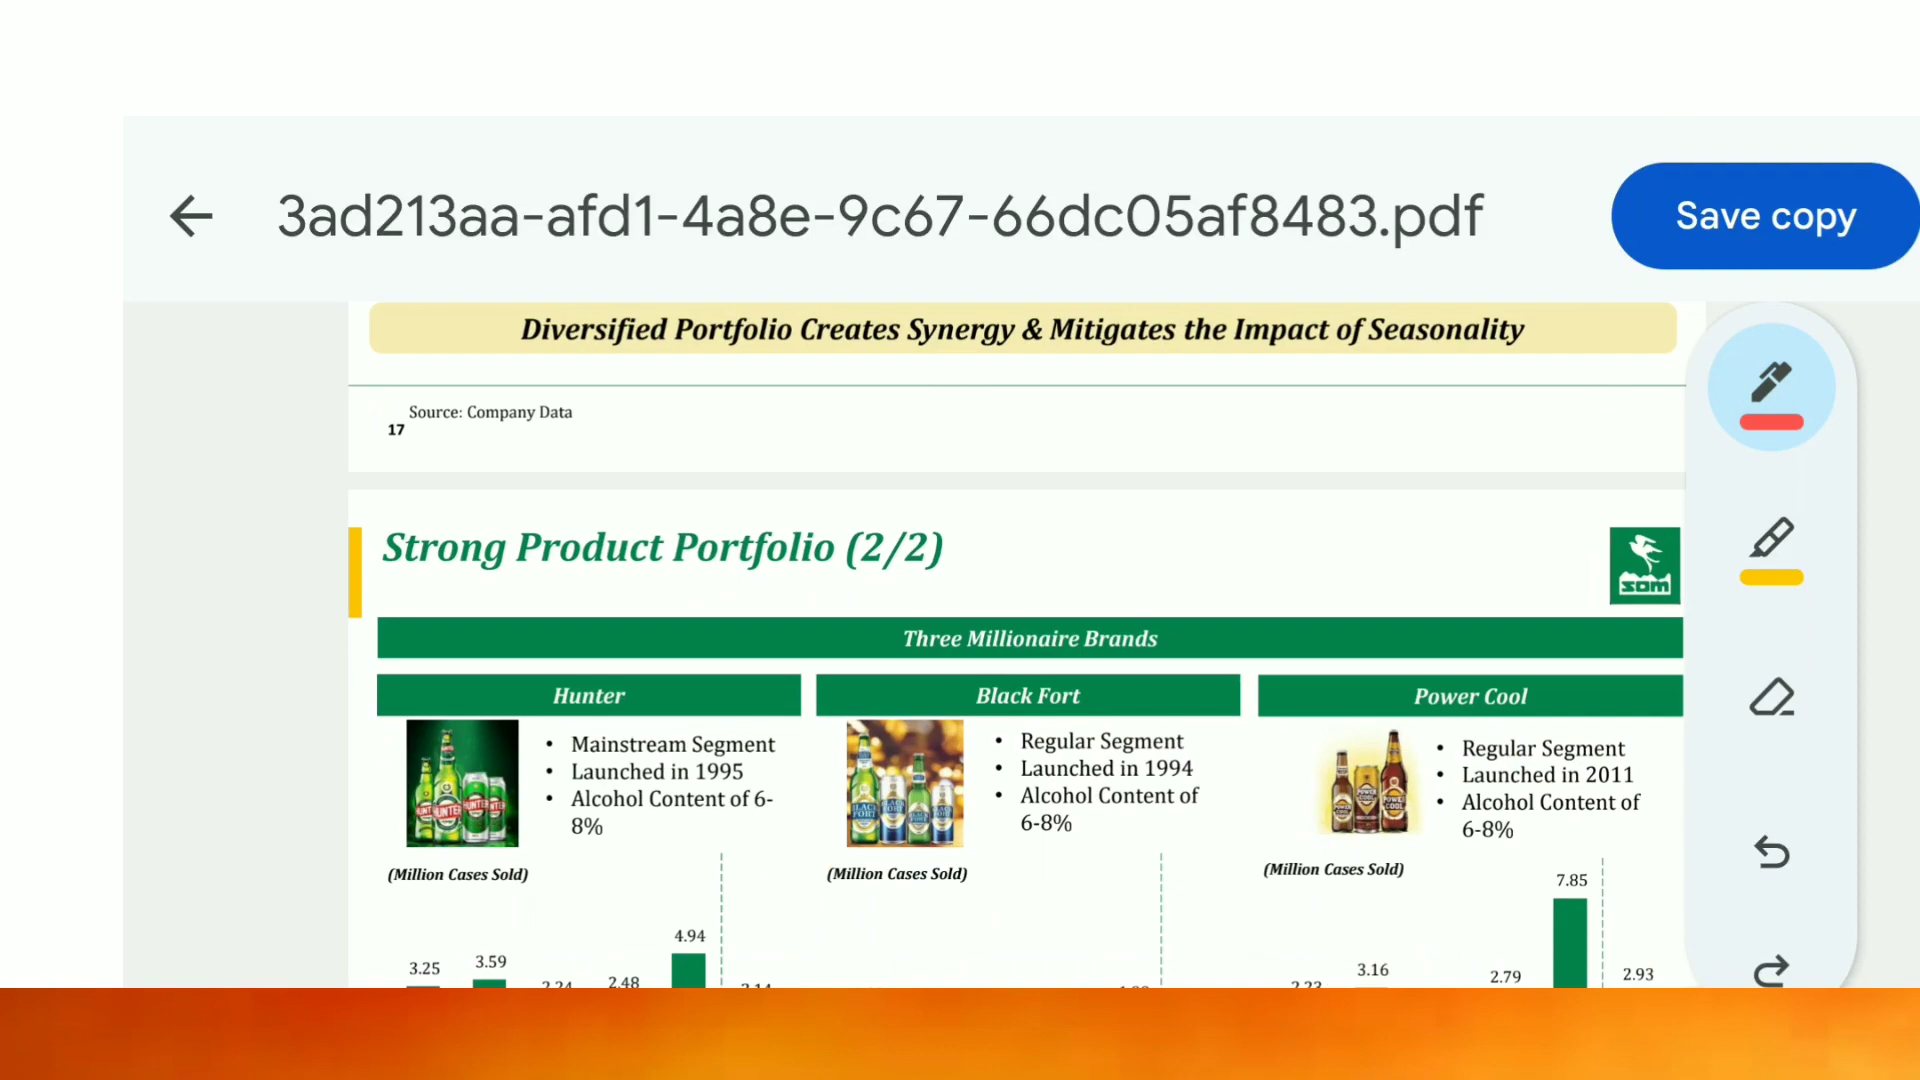 3ad213aa-afd1-4a8e-9c67-66dc05af8483.pdf
Save copy
Diversified Portfolio Creates Synergy & Mitigates the Impact of Seasonality
Source: Company Data
17
Strong Product Portfolio (2/2)
som
Three Millionaire Brands
Hunter
• Mainstream Segment
• Launched in 1995
• Alcohol Content of 6-
8%
(Million Cases Sold)
3.25
3.59
2.48
4.94
Black Fort
• Regular Segment
• Launched in 1994
• Alcohol Content of
6-8%
(Million Cases Sold)
Power Cool
• Regular Segment
• Launched in 2011
• Alcohol Content of
6-8%
(Million Cases Sold)
3.16
2.79
7.85
2.93